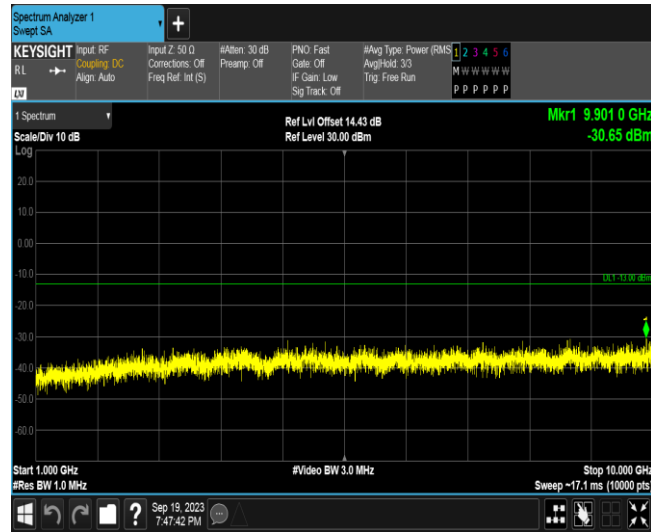 Spectrum Analyzer 1
Swept SA
+
KEYSIGHT
RL
LXI
Input: RF
Coupling: DC
Align: Auto
Input Z: 50 Ω
Corrections: Off
Freq Ref: Int (S)
#Atten: 30 dB
Preamp: Off
PNO: Fast
Gate: Off
IF Gain: Low
Sig Track: Off
#Avg Type: Power (RMS
Avg|Hold: 3/3
Trig: Free Run
1 2 3 4 5 6
M W W W W W
P P P P P P
1 Spectrum
Scale/Div 10 dB
Log
Ref Lvl Offset 14.43 dB
Ref Level 30.00 dBm
Mkr1 9.901 0 GHz
-30.65 dBm
20.0
10.0
0.00
-10.0
DL1 -13.00 dBm
-20.0
-30.0
-40.0
-50.0
-60.0
Start 1.000 GHz
#Video BW 3.0 MHz
Stop 10.000 GHz
#Res BW 1.0 MHz
Sweep ~17.1 ms (10000 pts)
?
Sep 19, 2023
7:47:42 PM